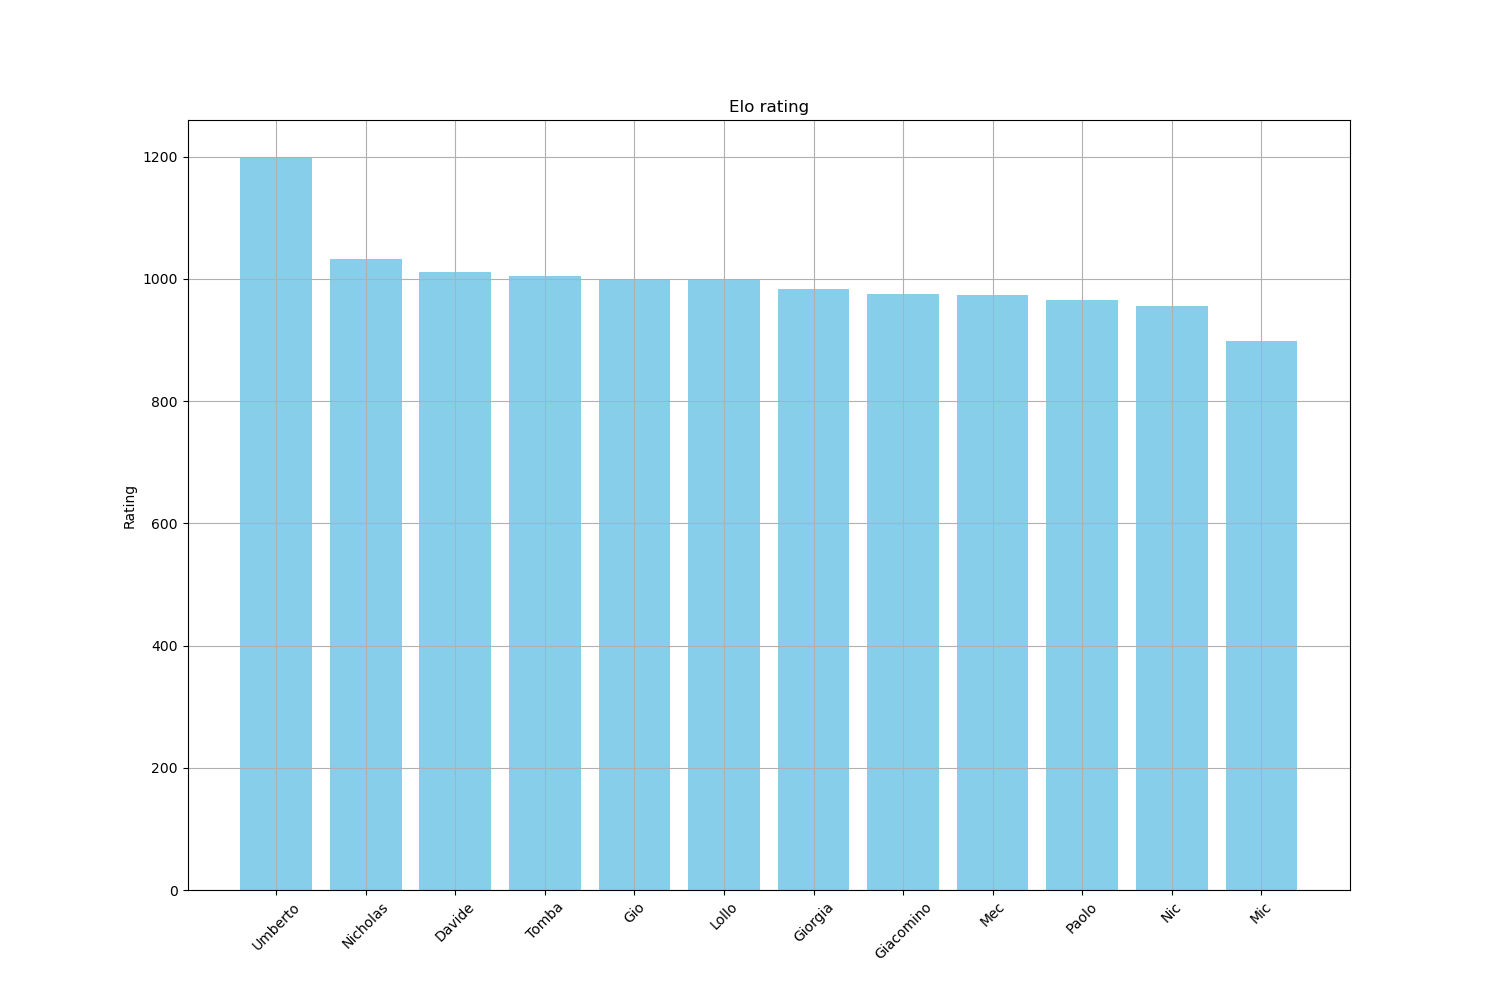 Elo rating
1200
1000
800
600
400
200
0
Rating
Umberto
Nicholas
Davide
Tomba
Gio
Lollo
Giorgia
Giacomino
Mec
Paolo
Nic
Mic